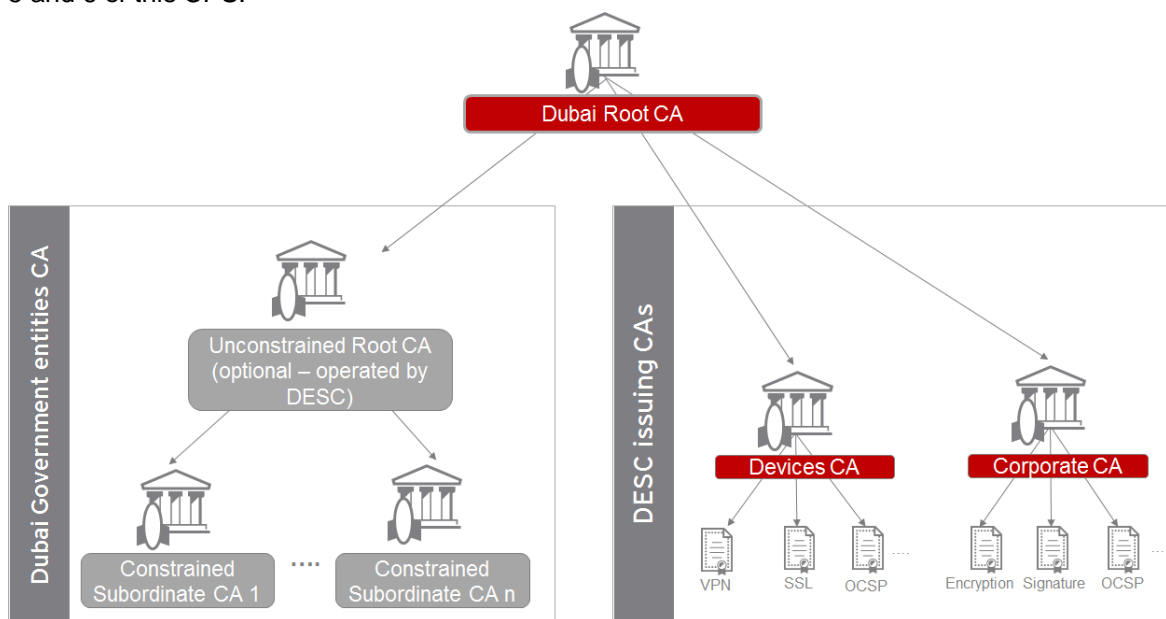 Dubai Root CA
Dubai Government entities CA
Unconstrained Root CA
(optional – operated by
DESC)
Constrained
Subordinate CA 1
....
Constrained
Subordinate CA n
DESC issuing CAs
Devices CA
Corporate CA
VPN
SSL
OCSP
....
Encryption
Signature
OCSP
...